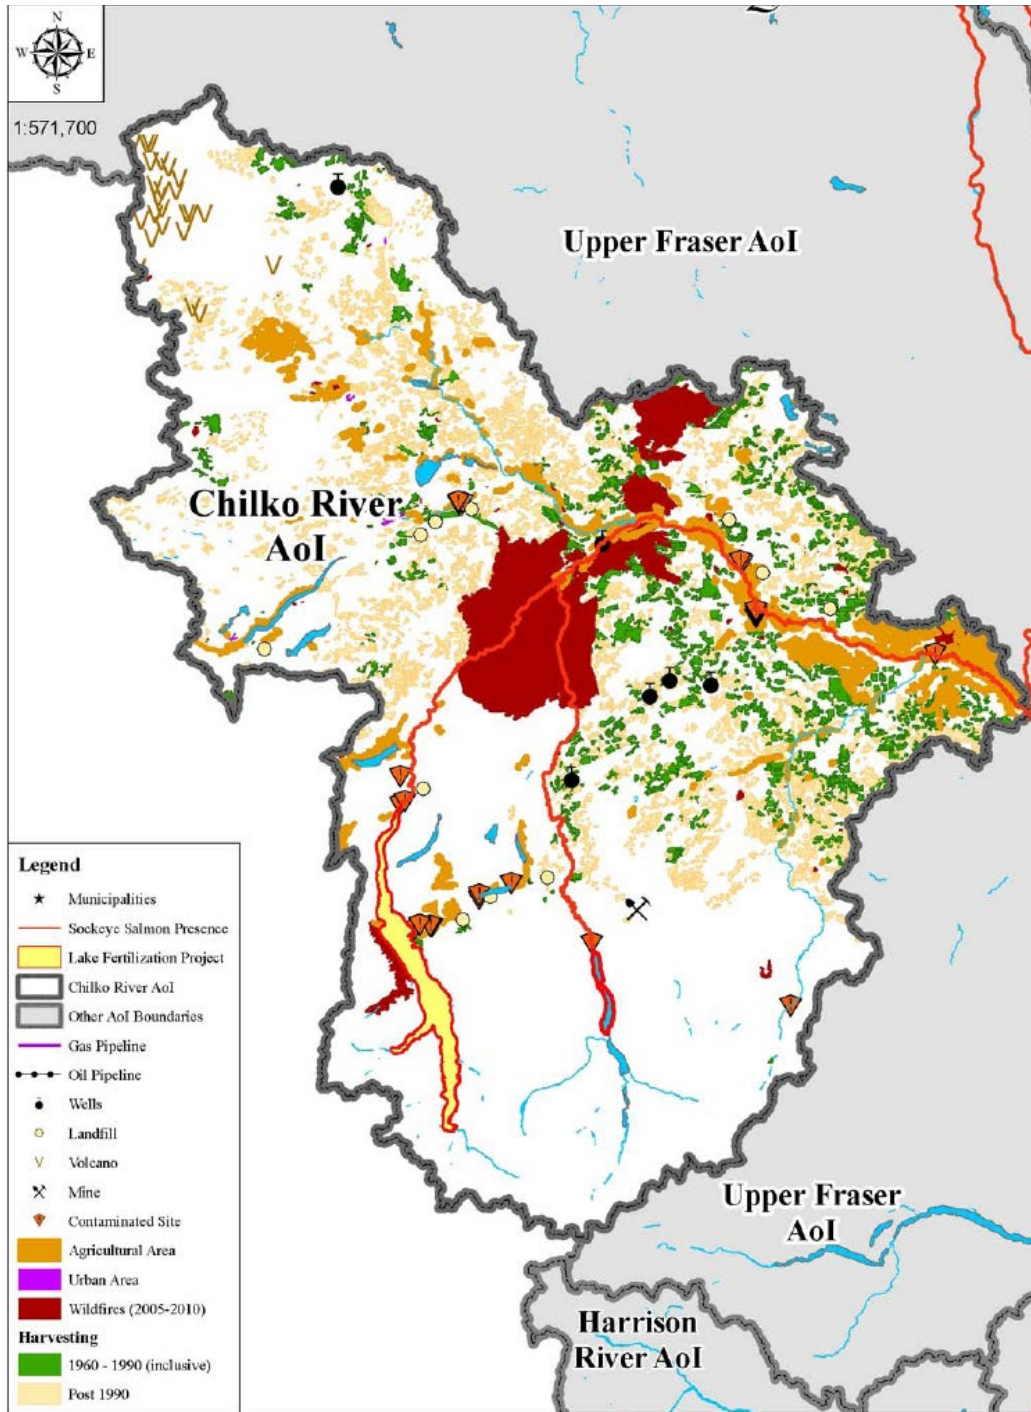 N
W E
S
1:571,700
Upper Fraser AoI
Chilko River
AoI
Legend
Municipalities
Sockeye Salmon Presence
Lake Fertilization Project
Chilko River AoI
Other AoI Boundaries
Gas Pipeline
Oil Pipeline
Wells
Landfill
Volcano
Mine
Contaminated Site
Agricultural Area
Urban Area
Wildfires (2005-2010)
Harvesting
1960 - 1990 (inclusive)
Post 1990
Upper Fraser
AoI
Harrison
River AoI